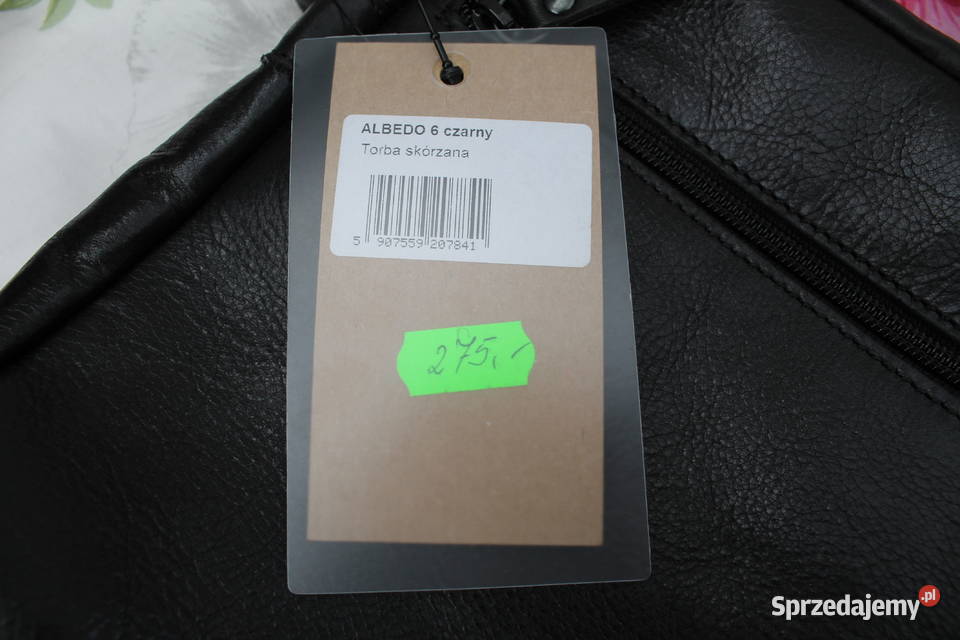 ALBEDO 6 czarny
Torba skórzana
5 907559 207841
275,-
Sprzedajemy.pl